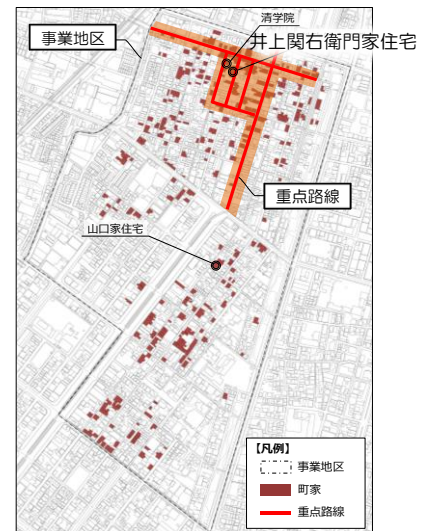 清学院
事業地区
井上関右衛門家住宅
重点路線
山口家住宅
【凡例】
事業地区
町家
重点路線